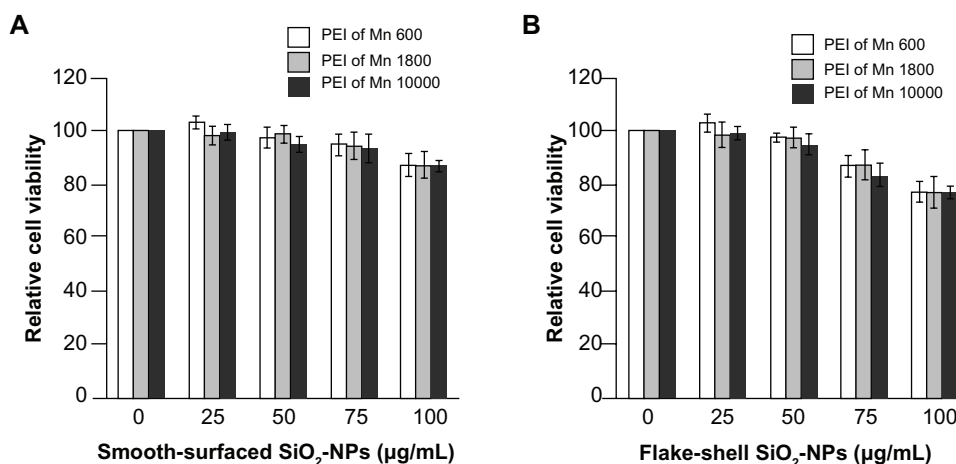 A
PEI of Mn 600
PEI of Mn 1800
PEI of Mn 10000
120
100
80
60
40
20
0
Relative cell viability
0 25 50 75 100
Smooth-surfaced SiO₂-NPs (µg/mL)
B
PEI of Mn 600
PEI of Mn 1800
PEI of Mn 10000
120
100
80
60
40
20
0
Relative cell viability
0 25 50 75 100
Flake-shell SiO₂-NPs (µg/mL)